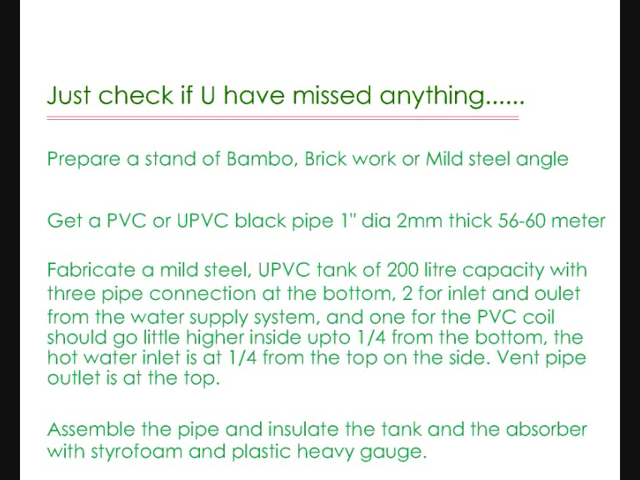 Just check if U have missed anything......
Prepare a stand of Bambo, Brick work or Mild steel angle
Get a PVC or UPVC black pipe 1" dia 2mm thick 56-60 meter
Fabricate a mild steel, UPVC tank of 200 litre capacity with
three pipe connection at the bottom, 2 for inlet and oulet
from the water supply system, and one for the PVC coil
should go little higher inside upto 1/4 from the bottom, the
hot water inlet is at 1/4 from the top on the side. Vent pipe
outlet is at the top.
Assemble the pipe and insulate the tank and the absorber
with styrofoam and plastic heavy gauge.